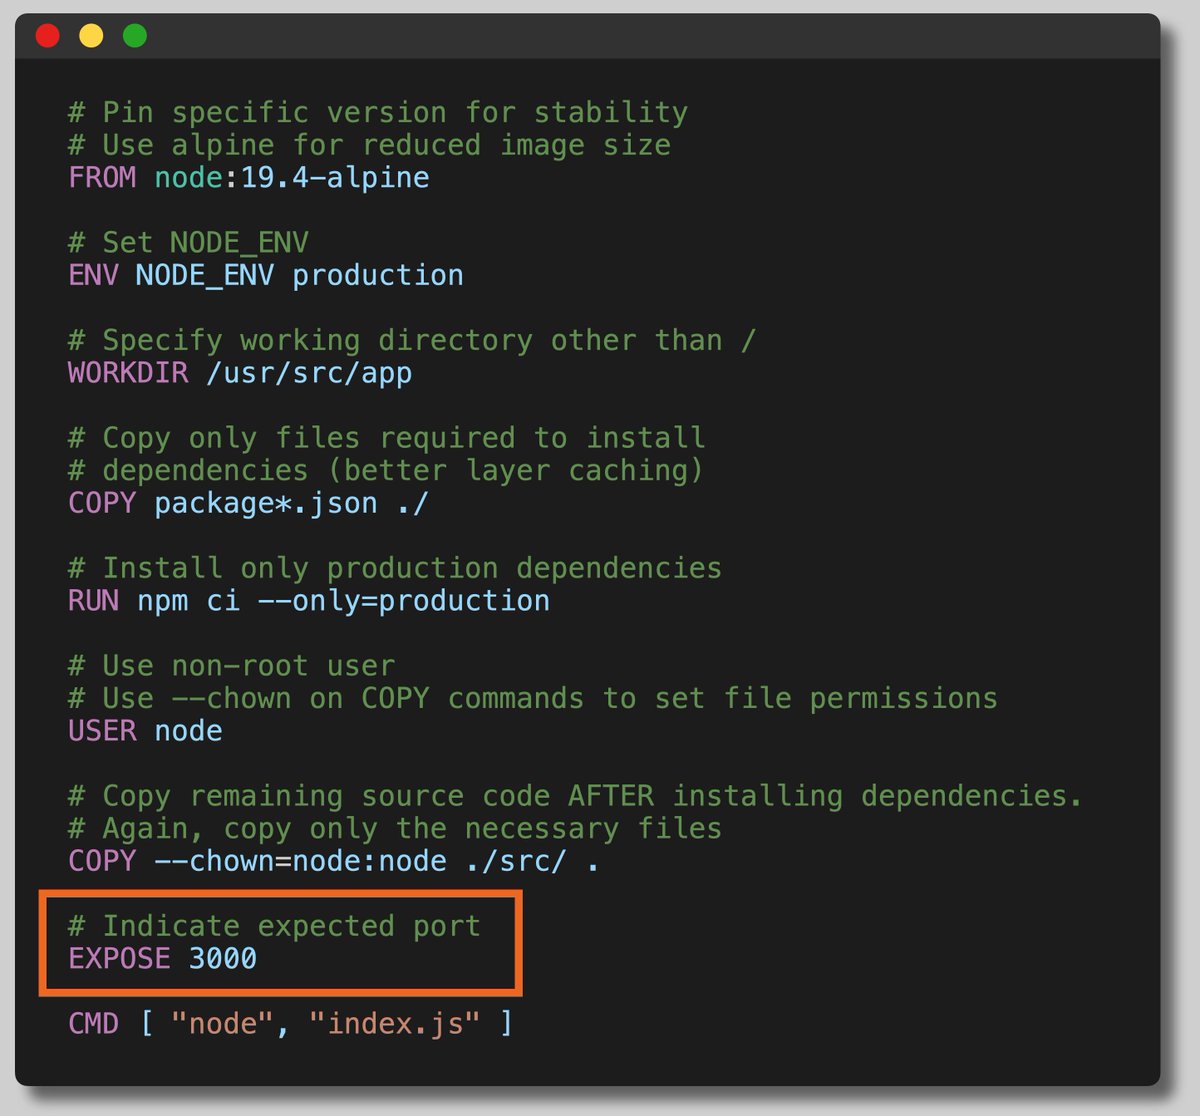 # Pin specific version for stability
# Use alpine for reduced image size
FROM node:19.4-alpine
# Set NODE_ENV
ENV NODE_ENV production
# Specify working directory other than /
WORKDIR /usr/src/app
# Copy only files required to install
# dependencies (better layer caching)
COPY package*.json ./
# Install only production dependencies
RUN npm ci --only=production
# Use non-root user
# Use --chown on COPY commands to set file permissions
USER node
# Copy remaining source code AFTER installing dependencies.
# Again, copy only the necessary files
COPY --chown=node:node ./src/ .
# Indicate expected port
EXPOSE 3000
CMD [ "node", "index.js" ]